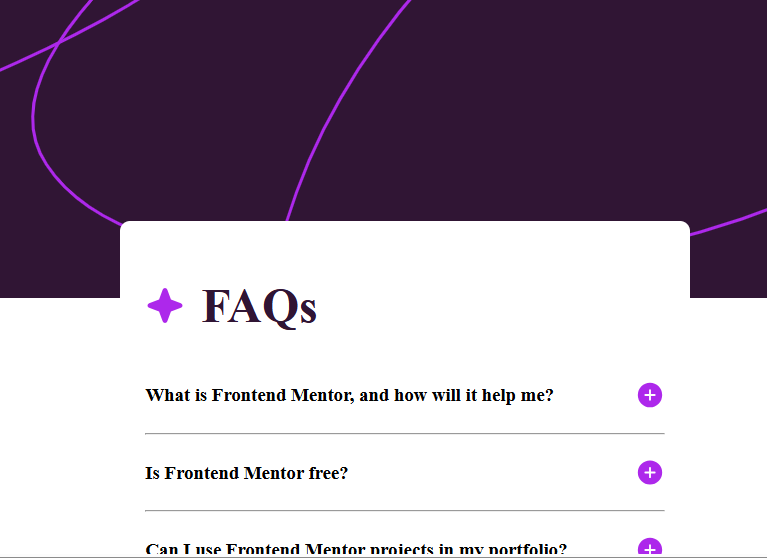 FAQs
What is Frontend Mentor, and how will it help me?
Is Frontend Mentor free?
Can I use Frontend Mentor projects in my portfolio?